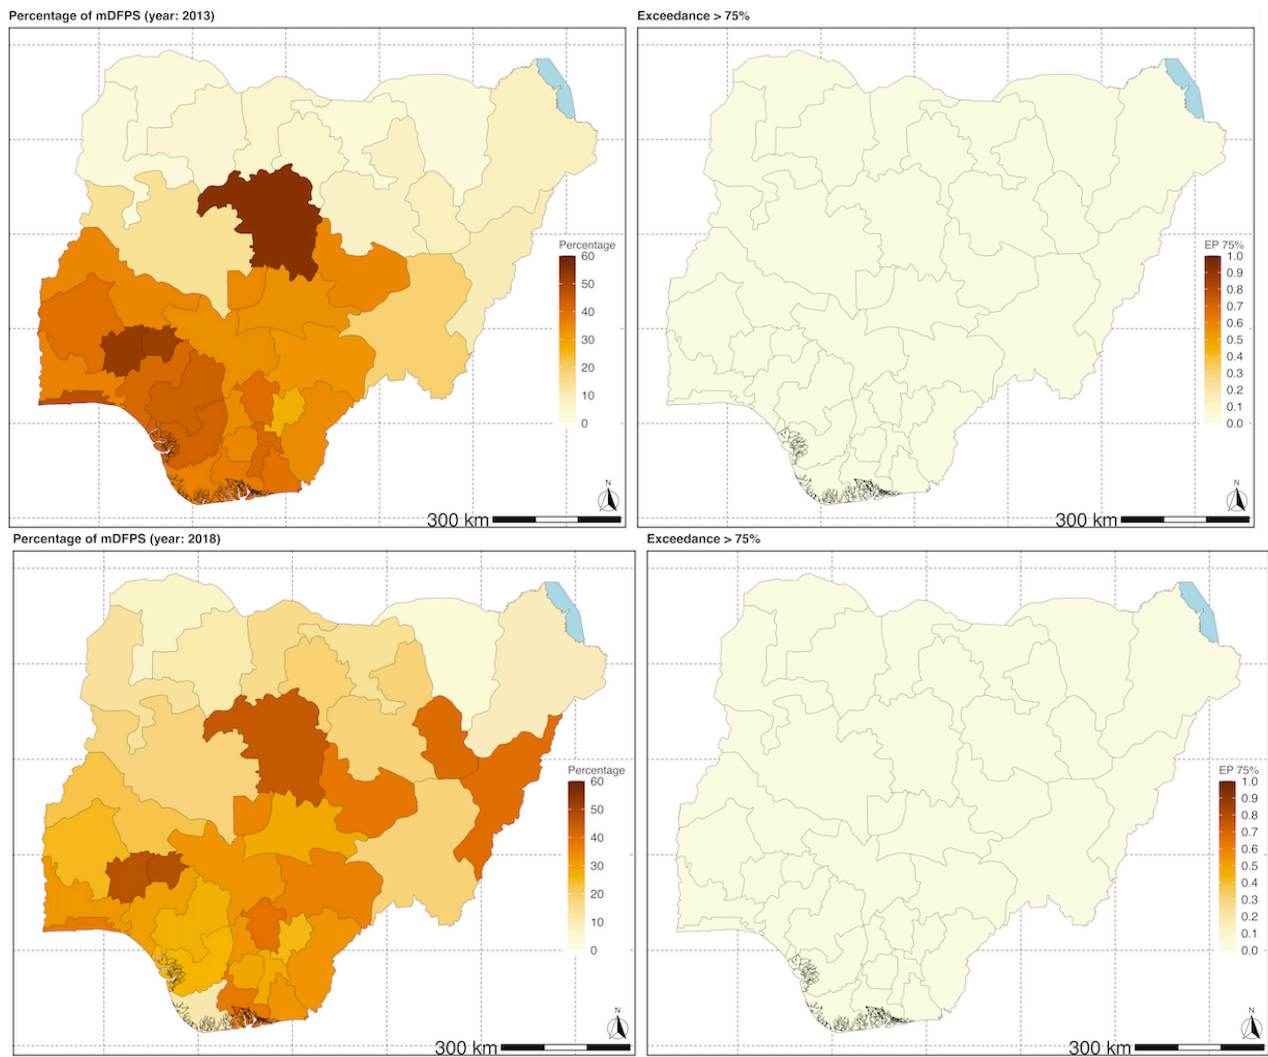 Percentage of mDFPS (year: 2013)
Exceedance > 75%
Percentage
60
50
40
30
20
10
0
N
300 km
EP 75%
1.0
0.9
0.8
0.7
0.6
0.5
0.4
0.3
0.2
0.1
0.0
N
300 km
Percentage of mDFPS (year: 2018)
Exceedance > 75%
Percentage
60
50
40
30
20
10
0
N
300 km
EP 75%
1.0
0.9
0.8
0.7
0.6
0.5
0.4
0.3
0.2
0.1
0.0
N
300 km